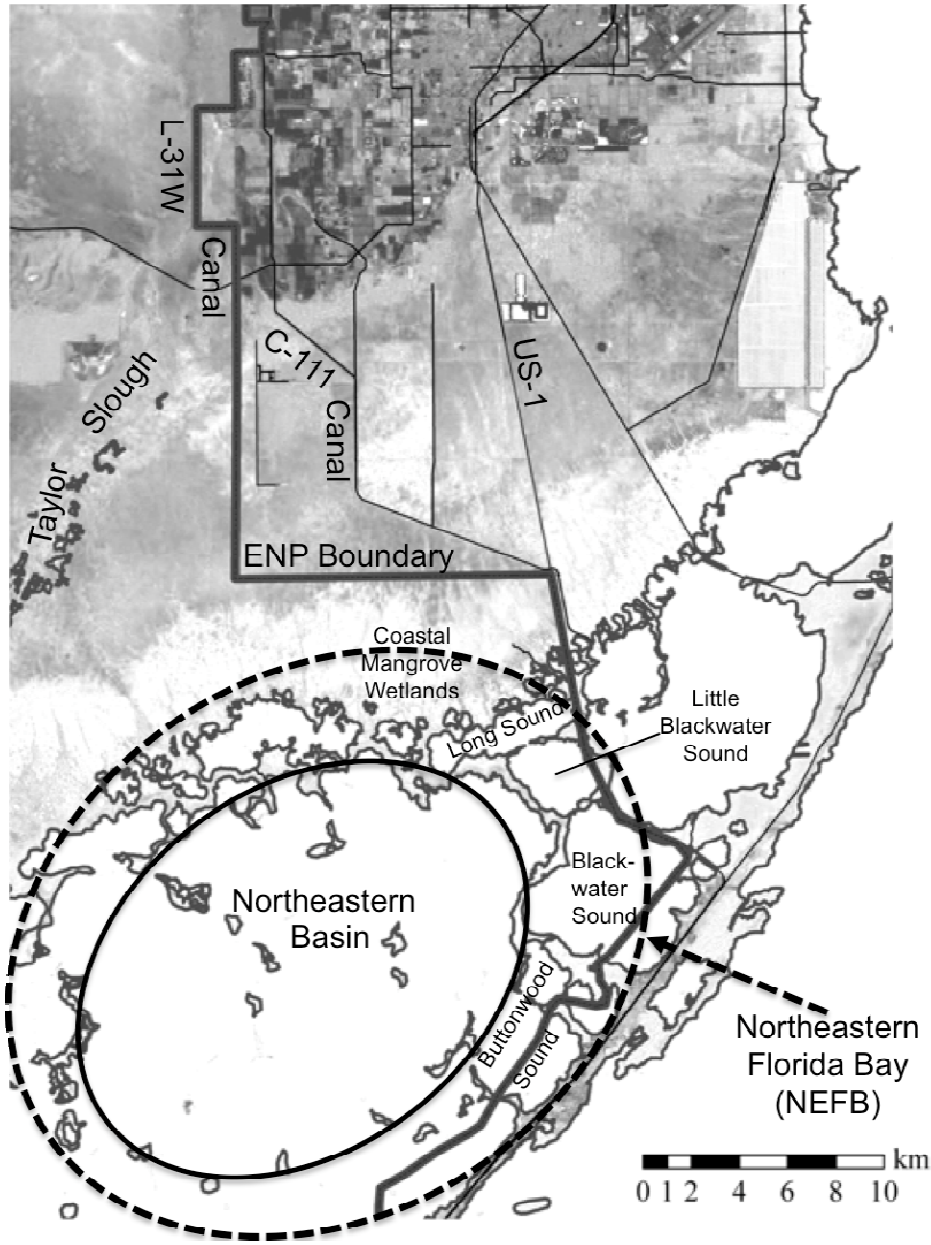 L-31W
Canal
C-111
Canal
US-1
Taylor
Slough
ENP Boundary
Coastal
Mangrove
Wetlands
Long Sound
Little
Blackwater
Sound
Black-
water
Sound
Northeastern
Basin
Buttonwood
Sound
Northeastern
Florida Bay
(NEFB)
km
0 1 2 4 6 8 10